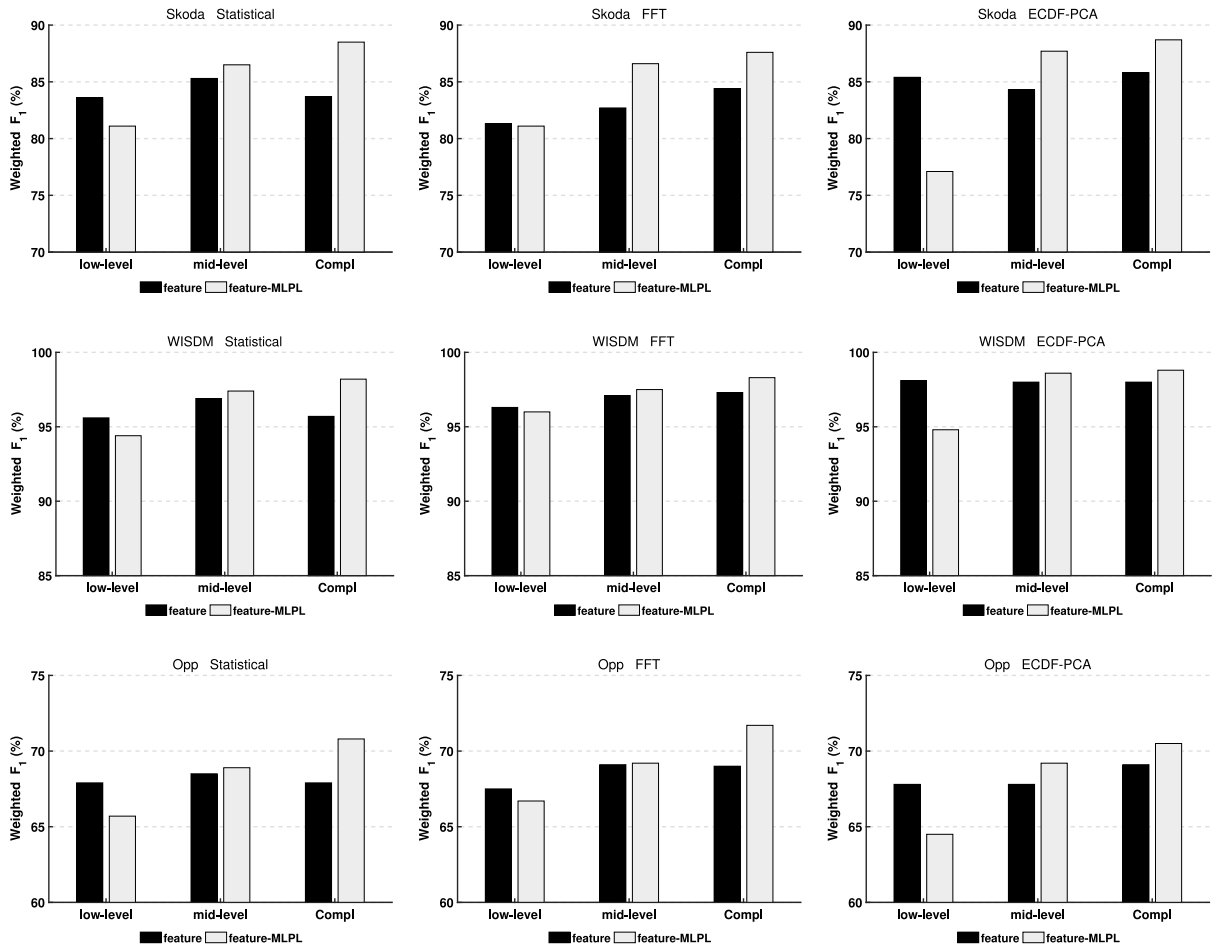 Skoda Statistical
Weighted F1 (%)
90
85
80
75
70
low-level mid-level Compl
feature feature-MLPL
Skoda FFT
Weighted F1 (%)
90
85
80
75
70
low-level mid-level Compl
feature feature-MLPL
Skoda ECDF-PCA
Weighted F1 (%)
90
85
80
75
70
low-level mid-level Compl
feature feature-MLPL
WISDM Statistical
Weighted F1 (%)
100
95
90
85
low-level mid-level Compl
feature feature-MLPL
WISDM FFT
Weighted F1 (%)
100
95
90
85
low-level mid-level Compl
feature feature-MLPL
WISDM ECDF-PCA
Weighted F1 (%)
100
95
90
85
low-level mid-level Compl
feature feature-MLPL
Opp Statistical
Weighted F1 (%)
75
70
65
60
low-level mid-level Compl
feature feature-MLPL
Opp FFT
Weighted F1 (%)
75
70
65
60
low-level mid-level Compl
feature feature-MLPL
Opp ECDF-PCA
Weighted F1 (%)
75
70
65
60
low-level mid-level Compl
feature feature-MLPL